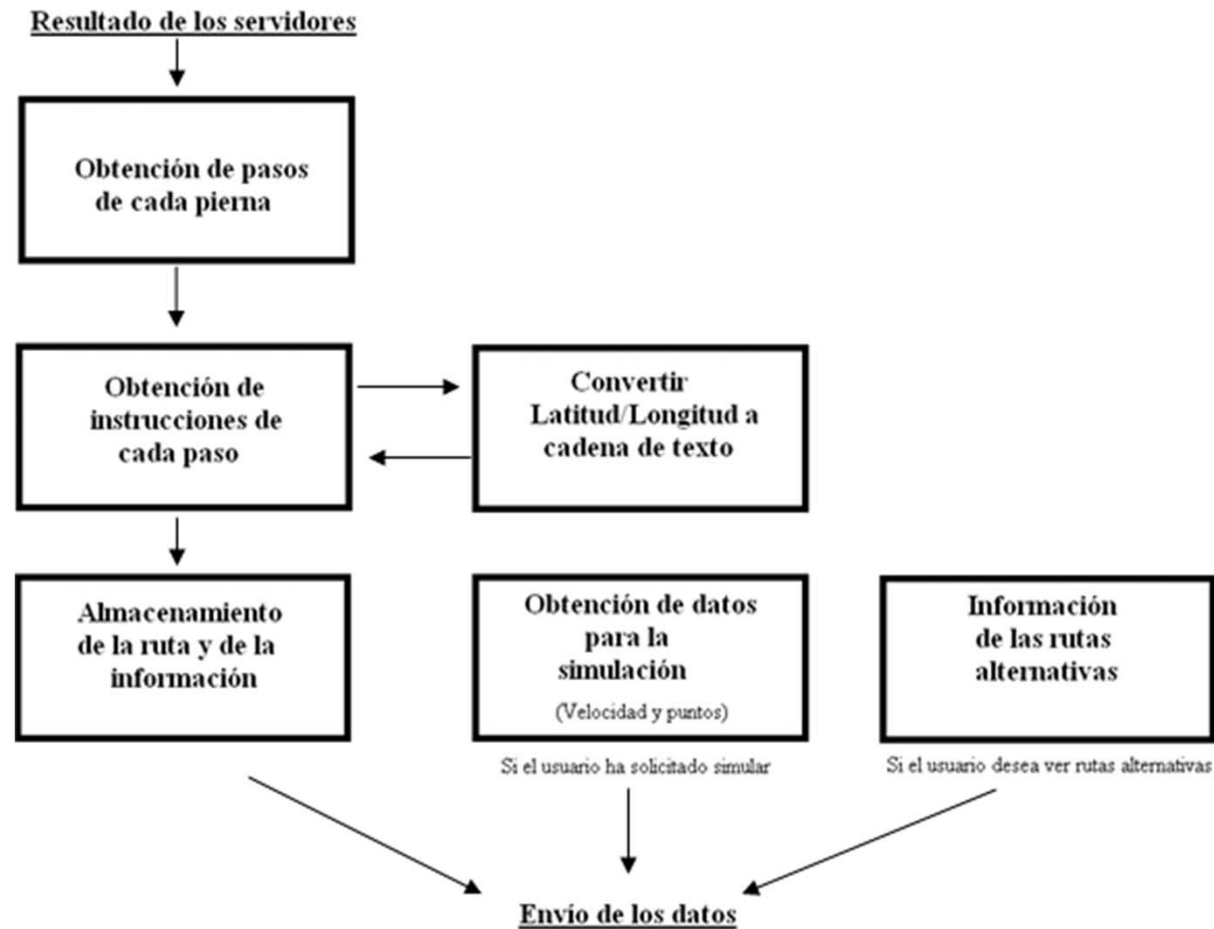 Resultado de los servidores
Obtención de pasos
de cada pierna
Obtención de
instrucciones de
cada paso
Convertir
Latitud/Longitud a
cadena de texto
Almacenamiento
de la ruta y de la
información
Obtención de datos
para la
simulación
(Velocidad y puntos)
Si el usuario ha solicitado simular
Información
de las rutas
alternativas
Si el usuario desea ver rutas alternativas
Envío de los datos